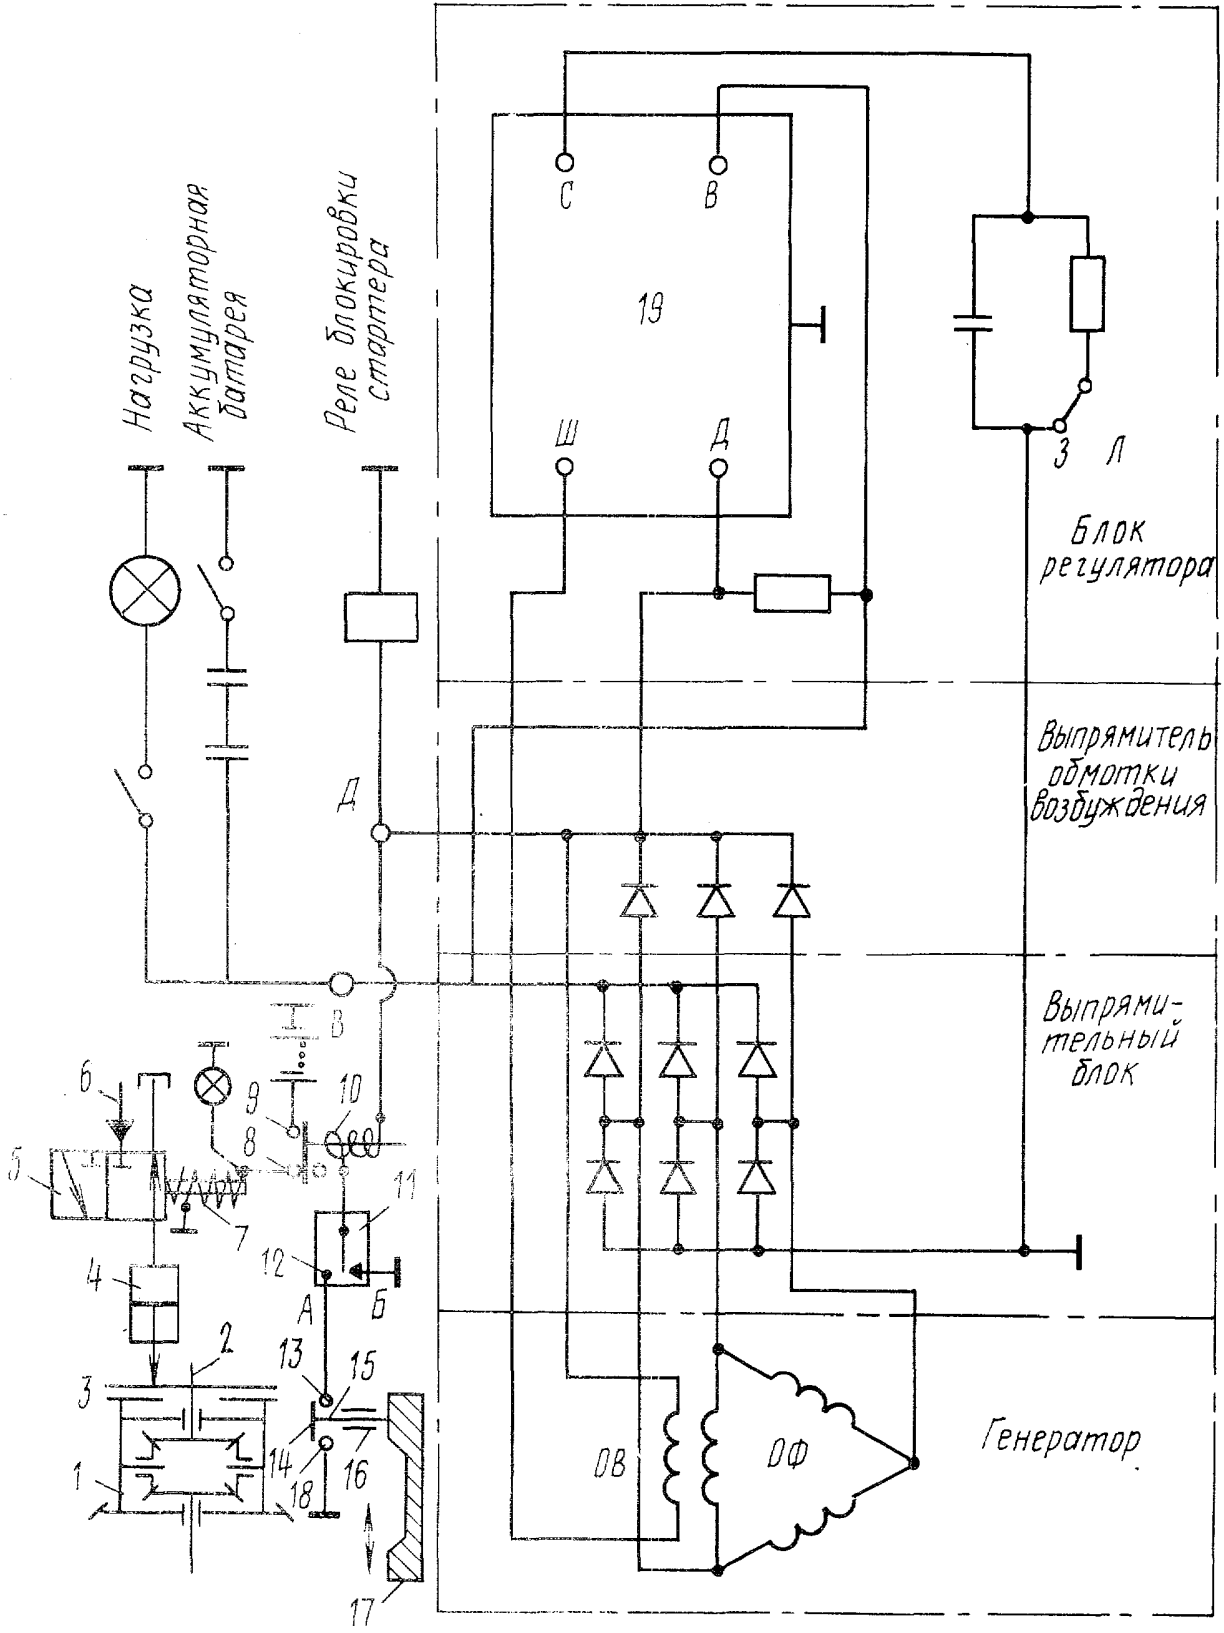 Нагрузка
Аккумуляторная
батарея
Реле блокировки
стартера
С
В
19
Ш
Д
З
Л
Блок
регулятора
Выпрямитель
обмотки
возбуждения
Д
В
Выпрями-
тельный
блок
6
9
10
8
5
7
11
12
4
А
Б
2
13
15
3
14
18
16
1
17
ОВ
ОФ
Генератор